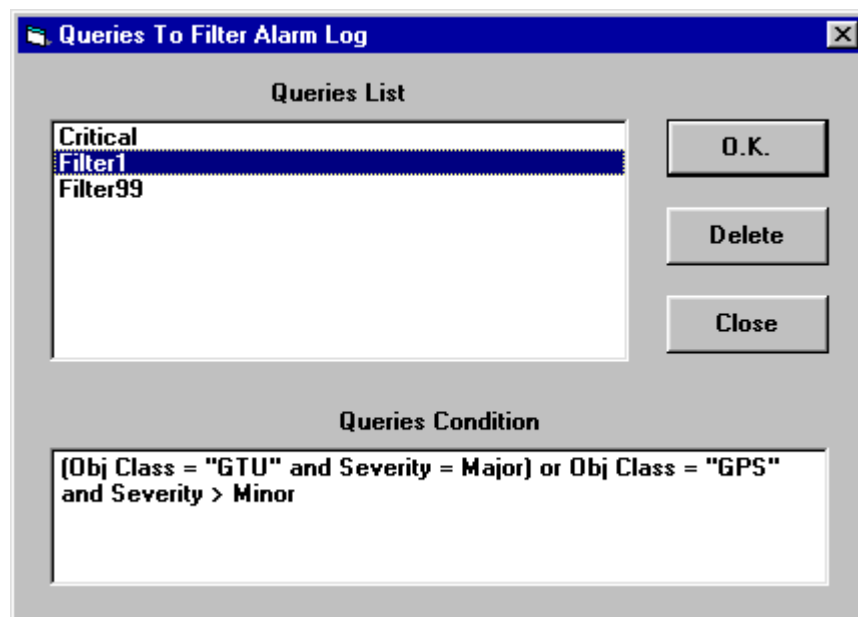 Queries To Filter Alarm Log
Queries List
Critical
Filter1
Filter99
O.K.
Delete
Close
Queries Condition
(Obj Class = "GTU" and Severity = Major) or Obj Class = "GPS"
and Severity > Minor